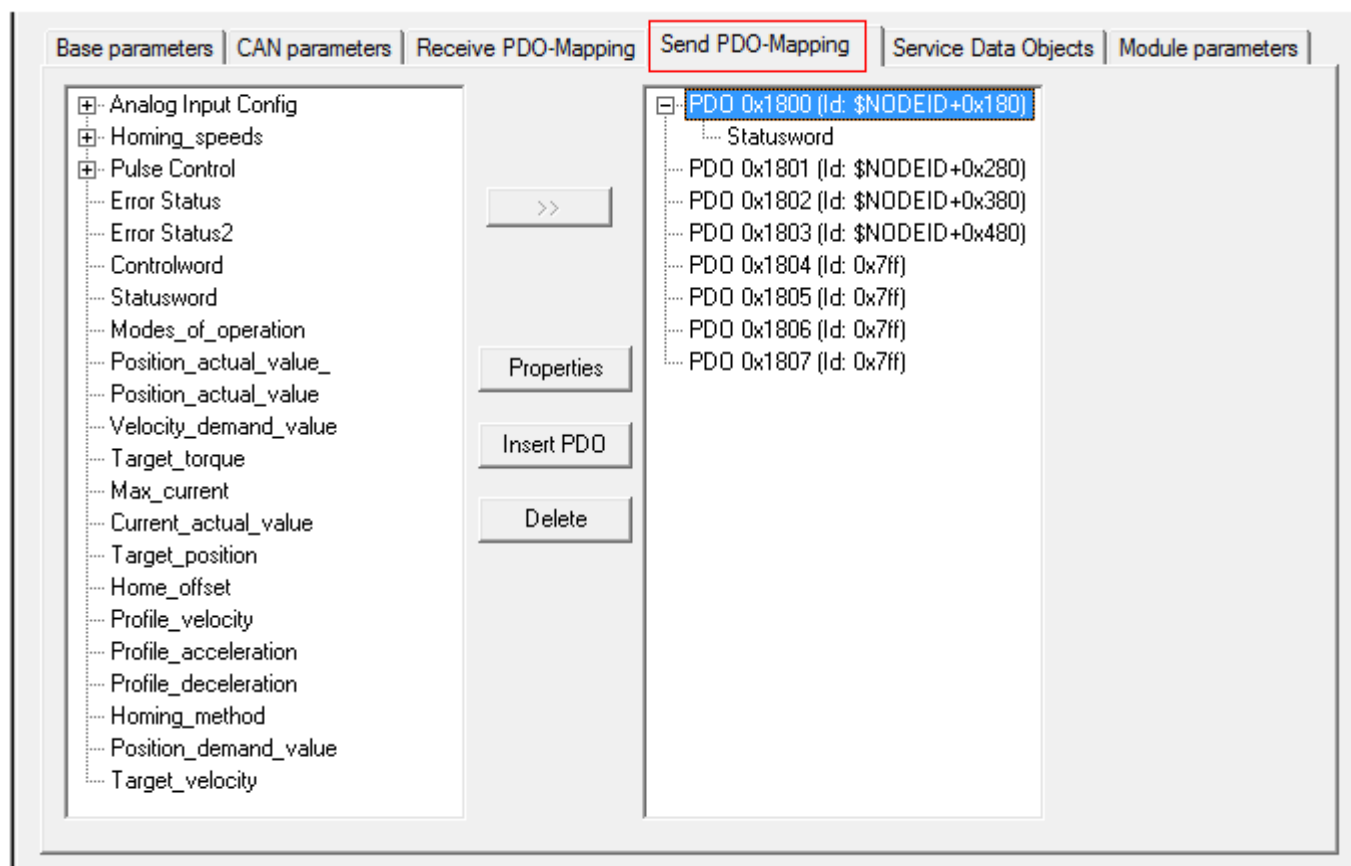 Base parameters
CAN parameters
Receive PDO-Mapping
Send PDO-Mapping
Service Data Objects
Module parameters
Analog Input Config
Homing_speeds
Pulse Control
Error Status
Error Status2
Controlword
Statusword
Modes_of_operation
Position_actual_value_
Position_actual_value
Velocity_demand_value
Target_torque
Max_current
Current_actual_value
Target_position
Home_offset
Profile_velocity
Profile_acceleration
Profile_deceleration
Homing_method
Position_demand_value
Target_velocity
>>
Properties
Insert PDO
Delete
PDO 0x1800 (Id: $NODEID+0x180)
Statusword
PDO 0x1801 (Id: $NODEID+0x280)
PDO 0x1802 (Id: $NODEID+0x380)
PDO 0x1803 (Id: $NODEID+0x480)
PDO 0x1804 (Id: 0x7ff)
PDO 0x1805 (Id: 0x7ff)
PDO 0x1806 (Id: 0x7ff)
PDO 0x1807 (Id: 0x7ff)